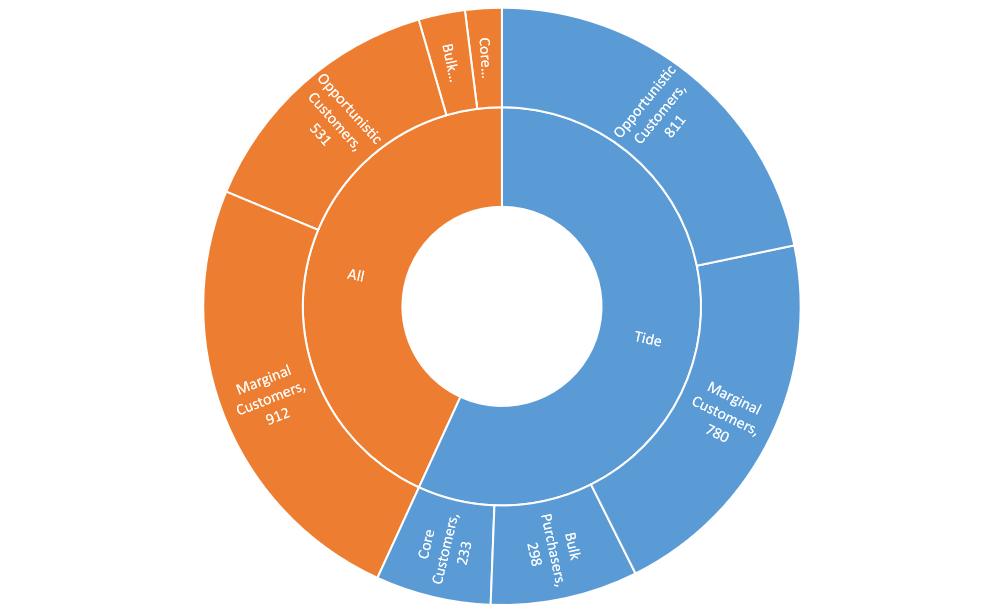 Opportunistic
Customers,
811
Marginal
Customers,
780
Bulk
Purchasers,
298
Core
Customers,
233
Marginal
Customers,
912
Opportunistic
Customers,
531
Bulk...
Core...
Tide
All